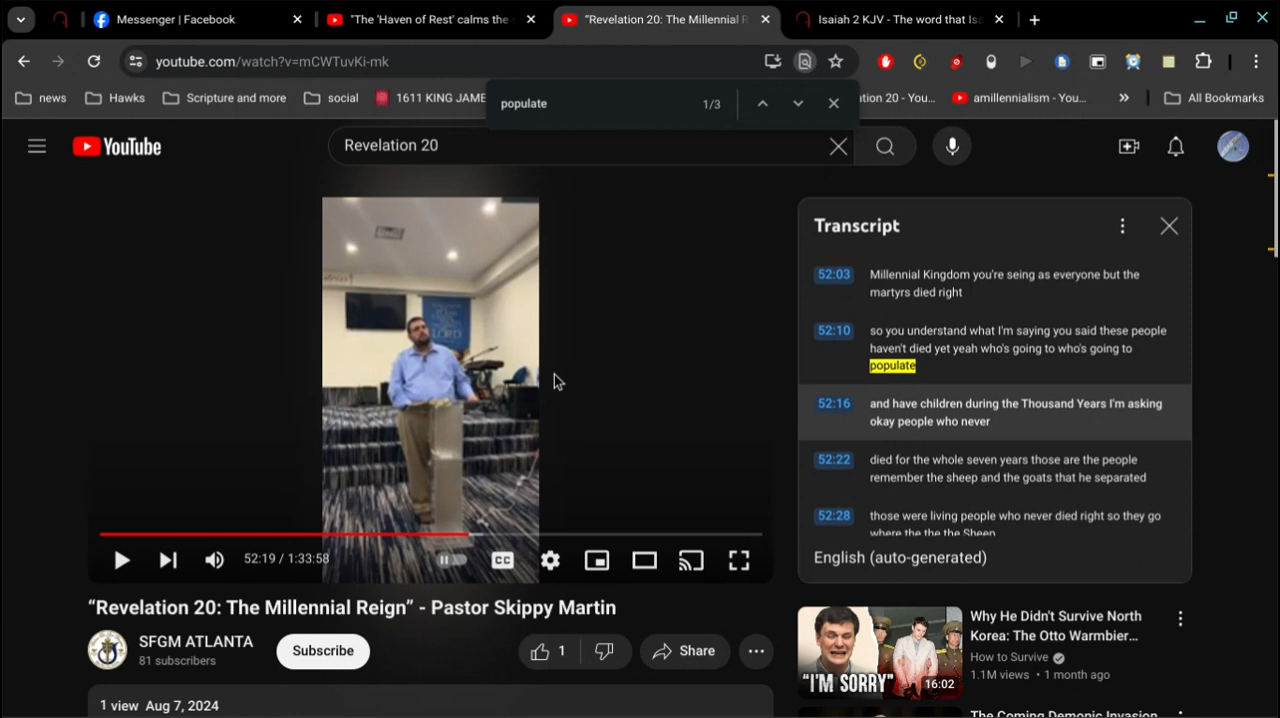 Messenger | Facebook
"The 'Haven of Rest' calms the
"Revelation 20: The Millennial R
Isaiah 2 KJV - The word that Isa
youtube.com/watch?v=mCWTuvKi-mk
populate
1/3
news
Hawks
Scripture and more
social
1611 KING JAME
ation 20 - You...
amillennialism - You...
»
All Bookmarks
YouTube
Revelation 20
LORD
Transcript
52:03
Millennial Kingdom you're seing as everyone but the
martyrs died right
52:10
so you understand what I'm saying you said these people
haven't died yet yeah who's going to who's going to
populate
52:16
and have children during the Thousand Years I'm asking
okay people who never
52:22
died for the whole seven years those are the people
remember the sheep and the goats that he separated
52:28
those were living people who never died right so they go
where the the the Sheep
English (auto-generated)
52:19 / 1:33:58
CC
"Revelation 20: The Millennial Reign" - Pastor Skippy Martin
SFGM ATLANTA
81 subscribers
Subscribe
1
Share
1 view Aug 7, 2024
"I'M SORRY"
16:02
Why He Didn't Survive North
Korea: The Otto Warmbier...
How to Survive
1.1M views • 1 month ago
The Coming Demonic Invasion